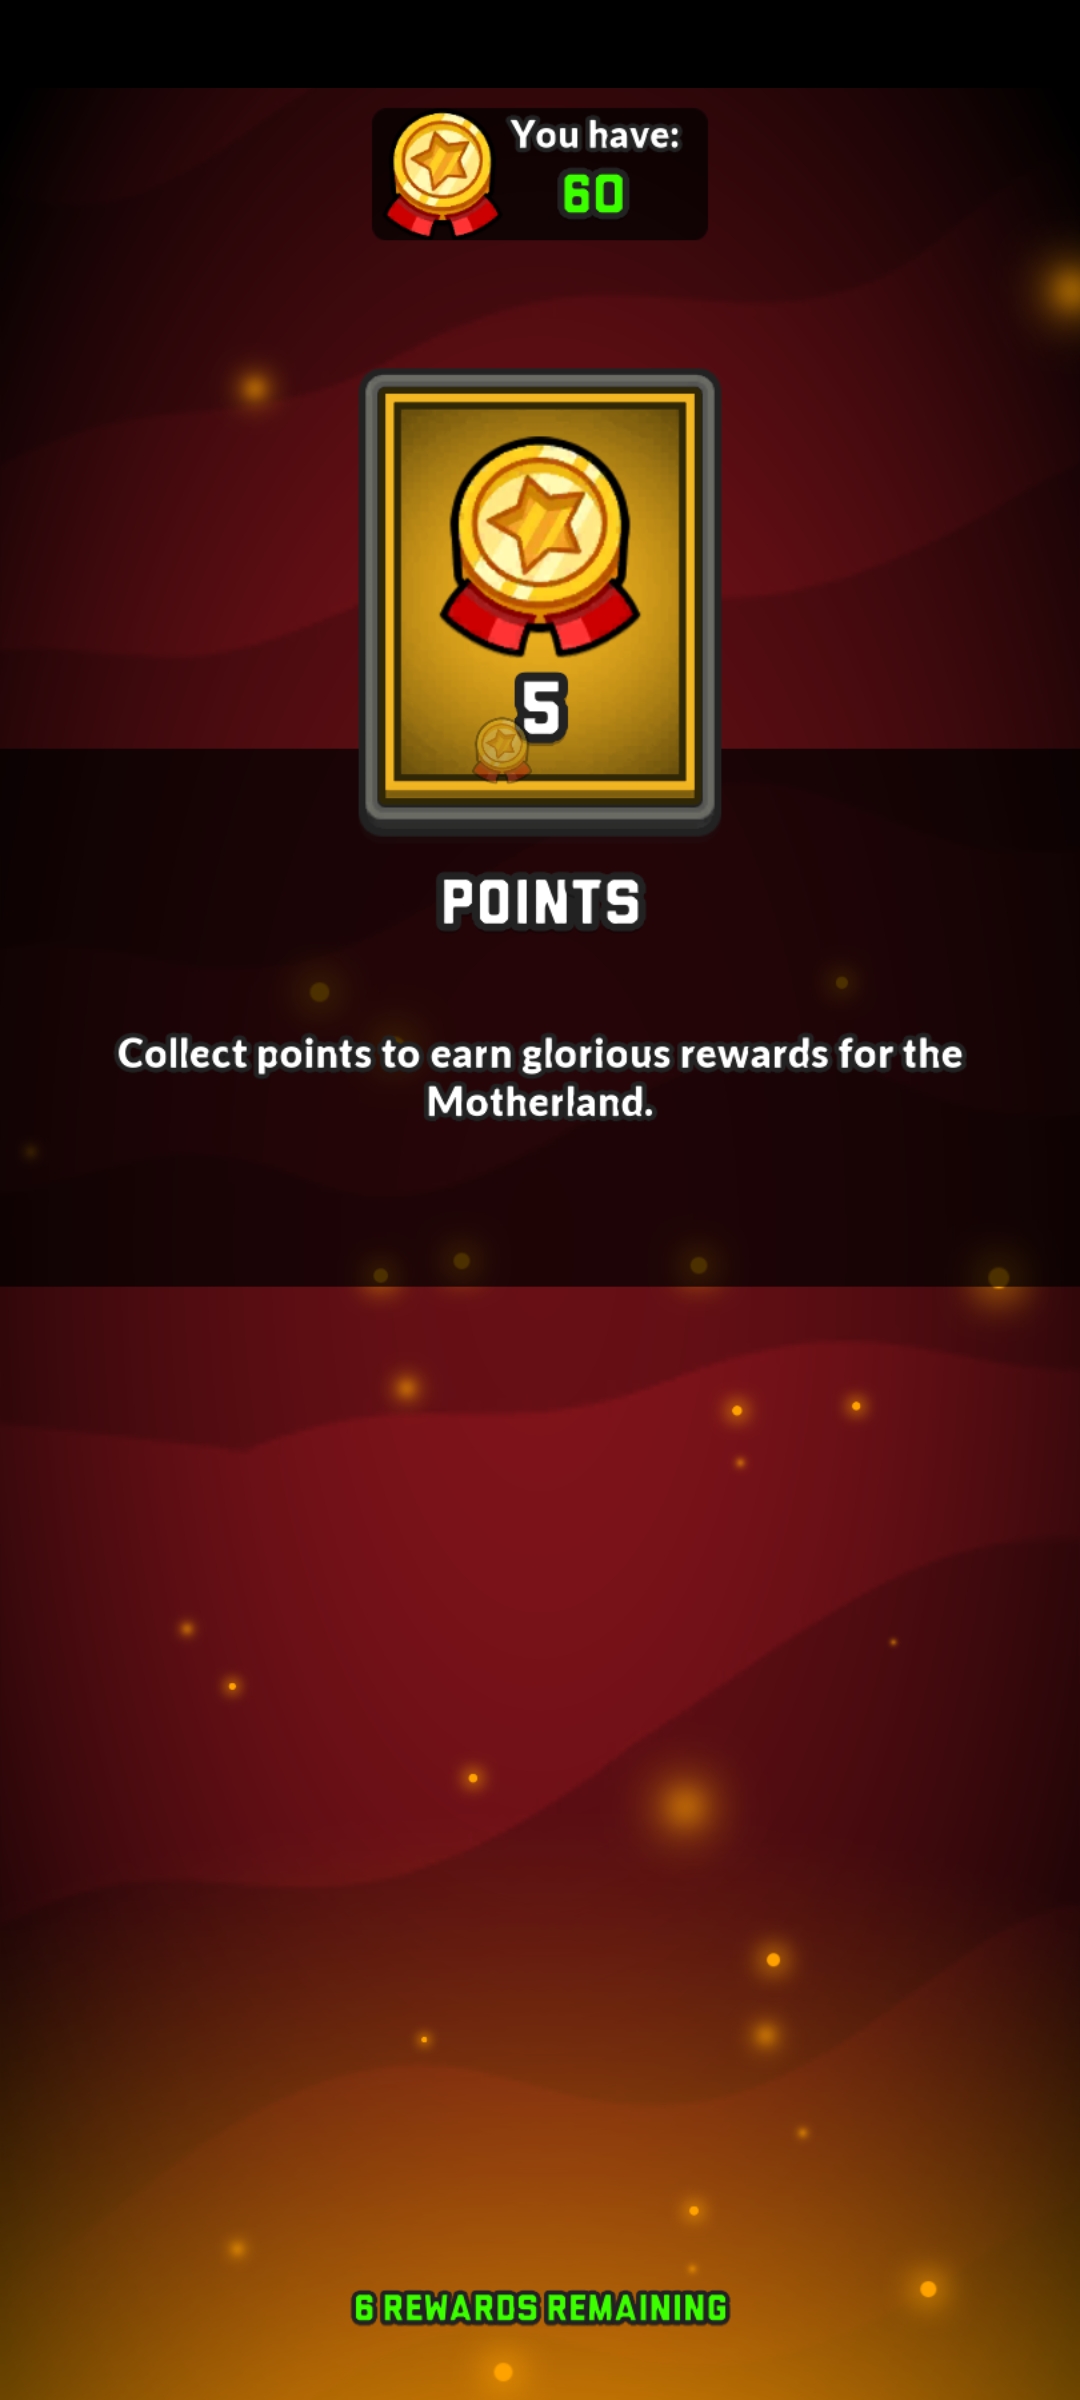 You have:
60
5
POINTS
Collect points to earn glorious rewards for the
Motherland.
6 REWARDS REMAINING